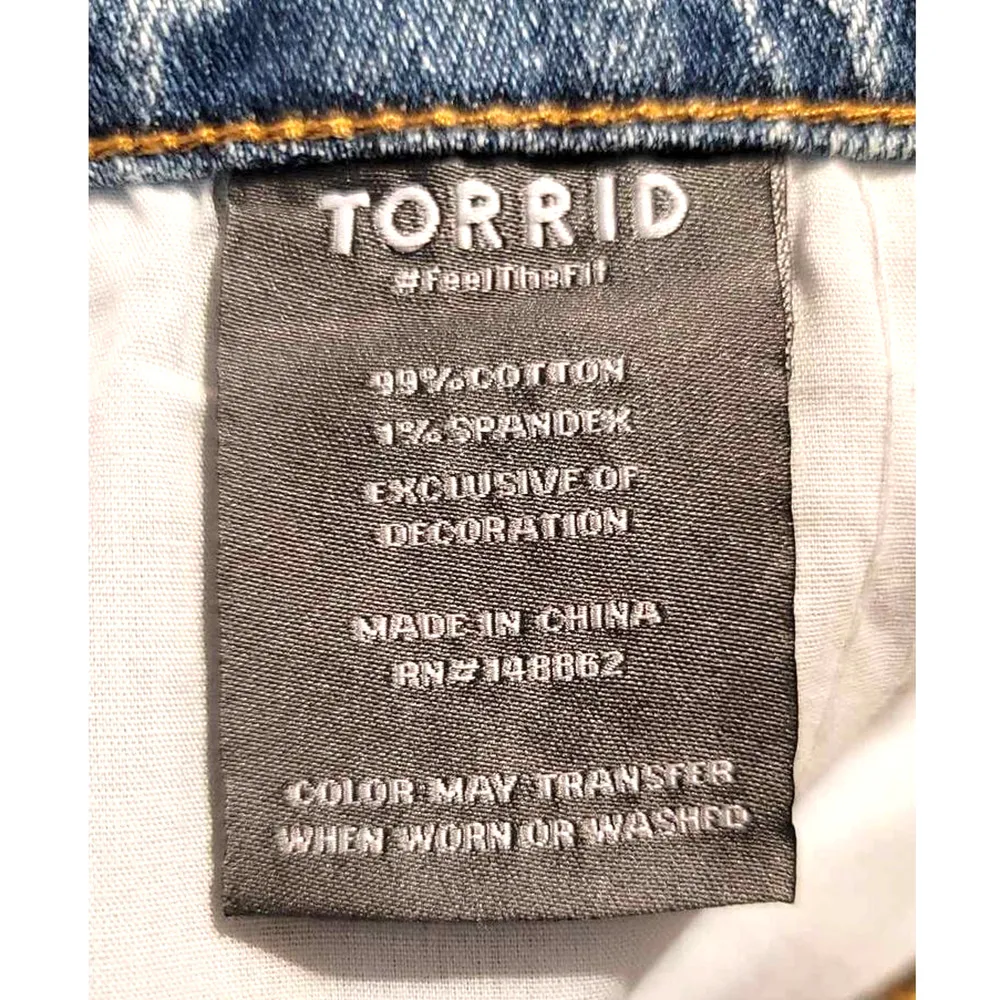 TORRID
#FeelTheFit
99% COTTON
1% SPANDEX
EXCLUSIVE OF
DECORATION
MADE IN CHINA
RN# 148862
COLOR MAY TRANSFER
WHEN WORN OR WASHED